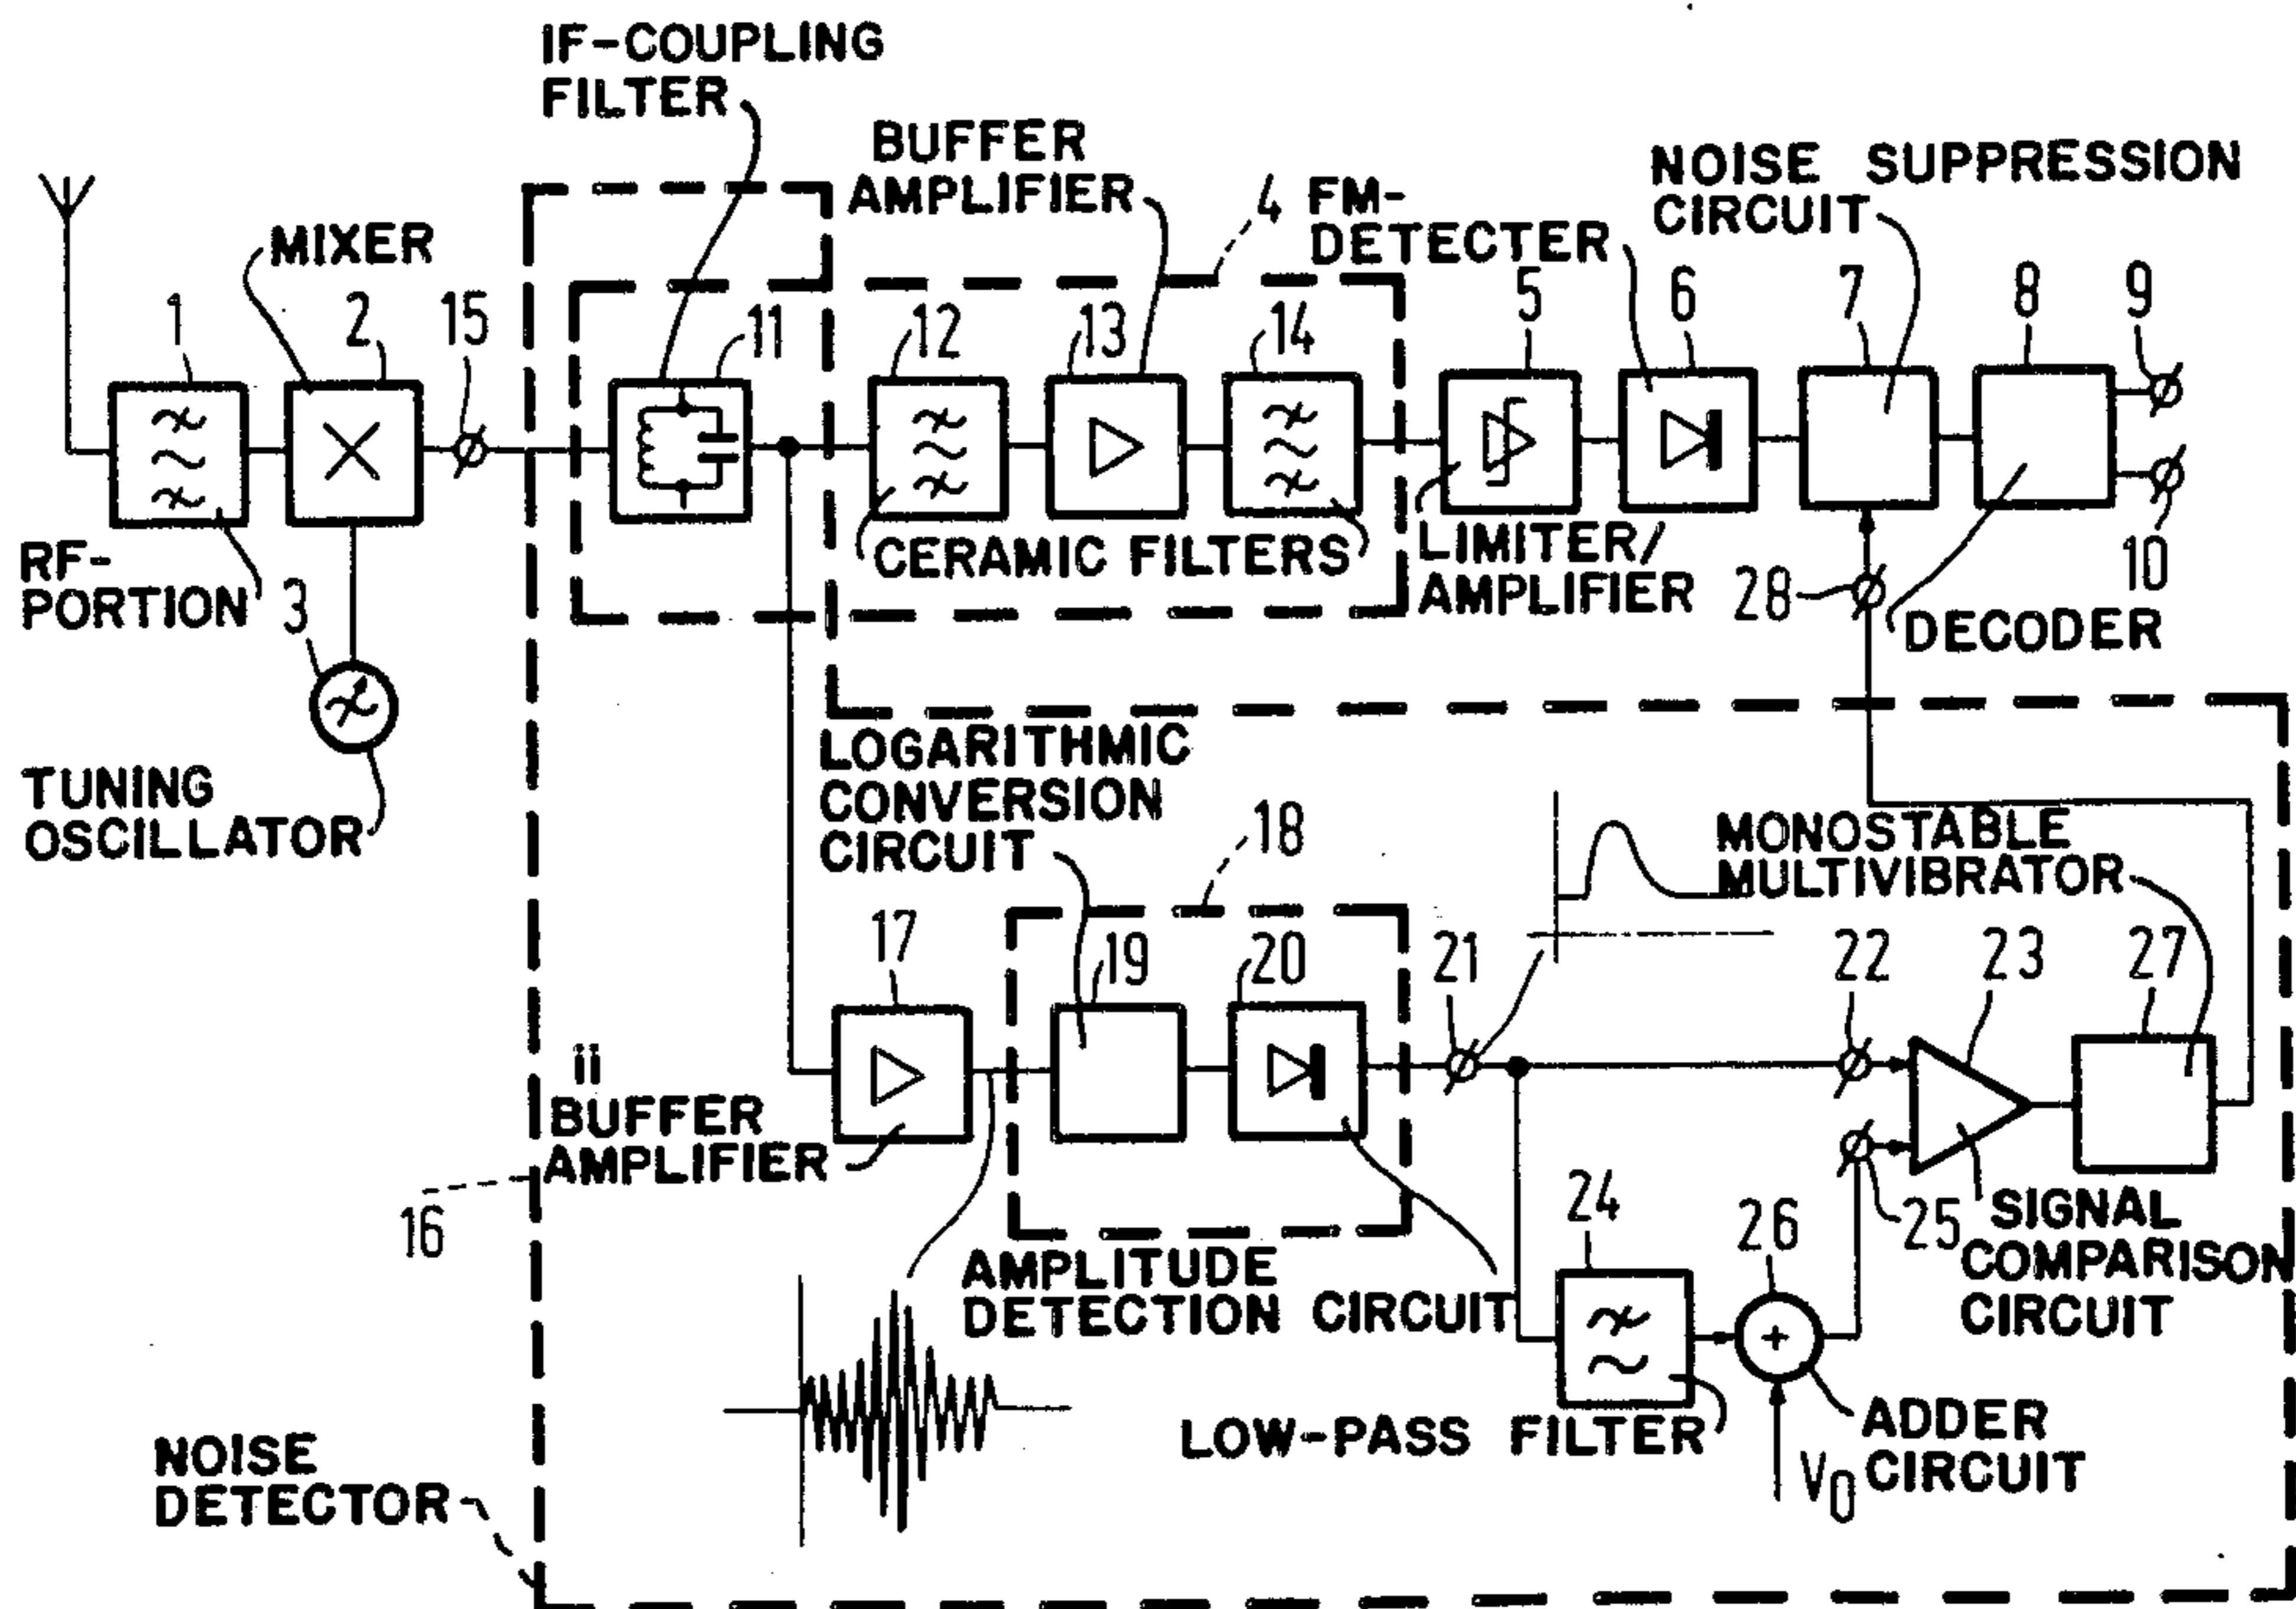 IF-COUPLING
FILTER
BUFFER
AMPLIFIER
4
FM-
DETECTER
NOISE SUPPRESSION
CIRCUIT
MIXER
1
2
15
11
12
13
14
5
6
7
8
9
10
RF-
PORTION
3
CERAMIC FILTERS
LIMITER/
AMPLIFIER
28
DECODER
TUNING
OSCILLATOR
LOGARITHMIC
CONVERSION
CIRCUIT
18
MONOSTABLE
MULTIVIBRATOR
17
19
20
21
22
23
27
BUFFER
AMPLIFIER
16
24
26
25
SIGNAL
COMPARISON
CIRCUIT
AMPLITUDE
DETECTION CIRCUIT
+
LOW-PASS FILTER
ADDER
CIRCUIT
V0
NOISE
DETECTOR